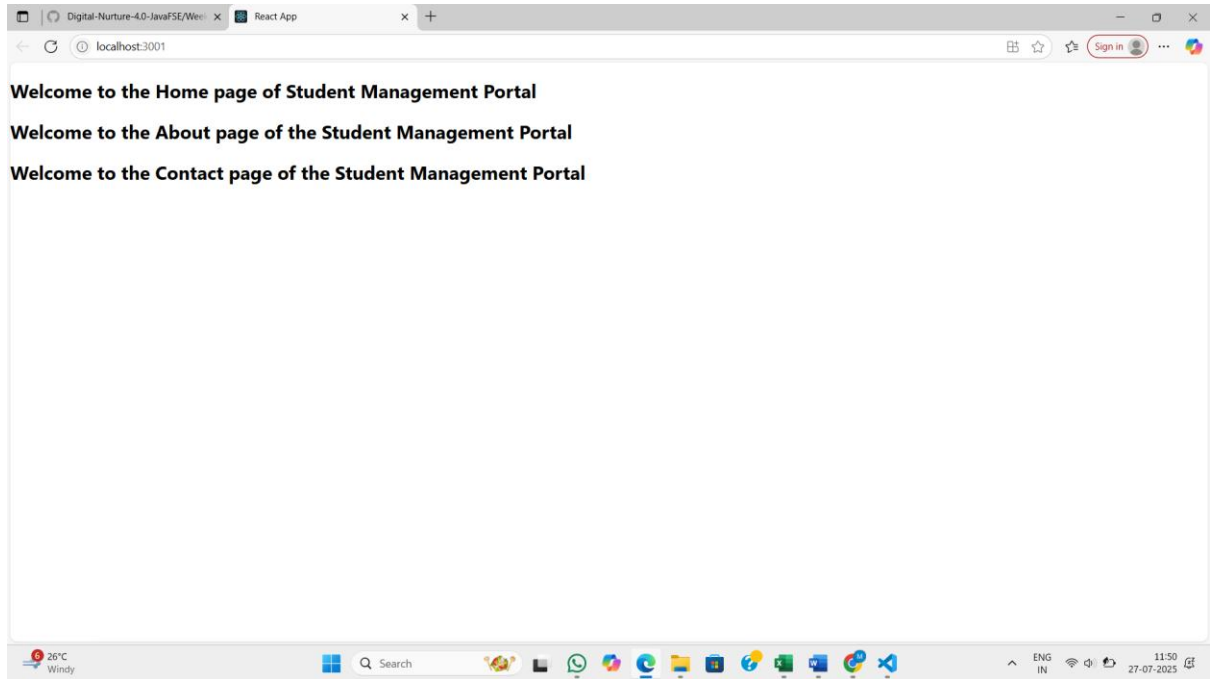 Digital-Nurture-4.0-JavaFSE/Wee
React App
localhost:3001
Sign in
Welcome to the Home page of Student Management Portal
Welcome to the About page of the Student Management Portal
Welcome to the Contact page of the Student Management Portal
6
26°C
Windy
Search
ENG
IN
11:50
27-07-2025